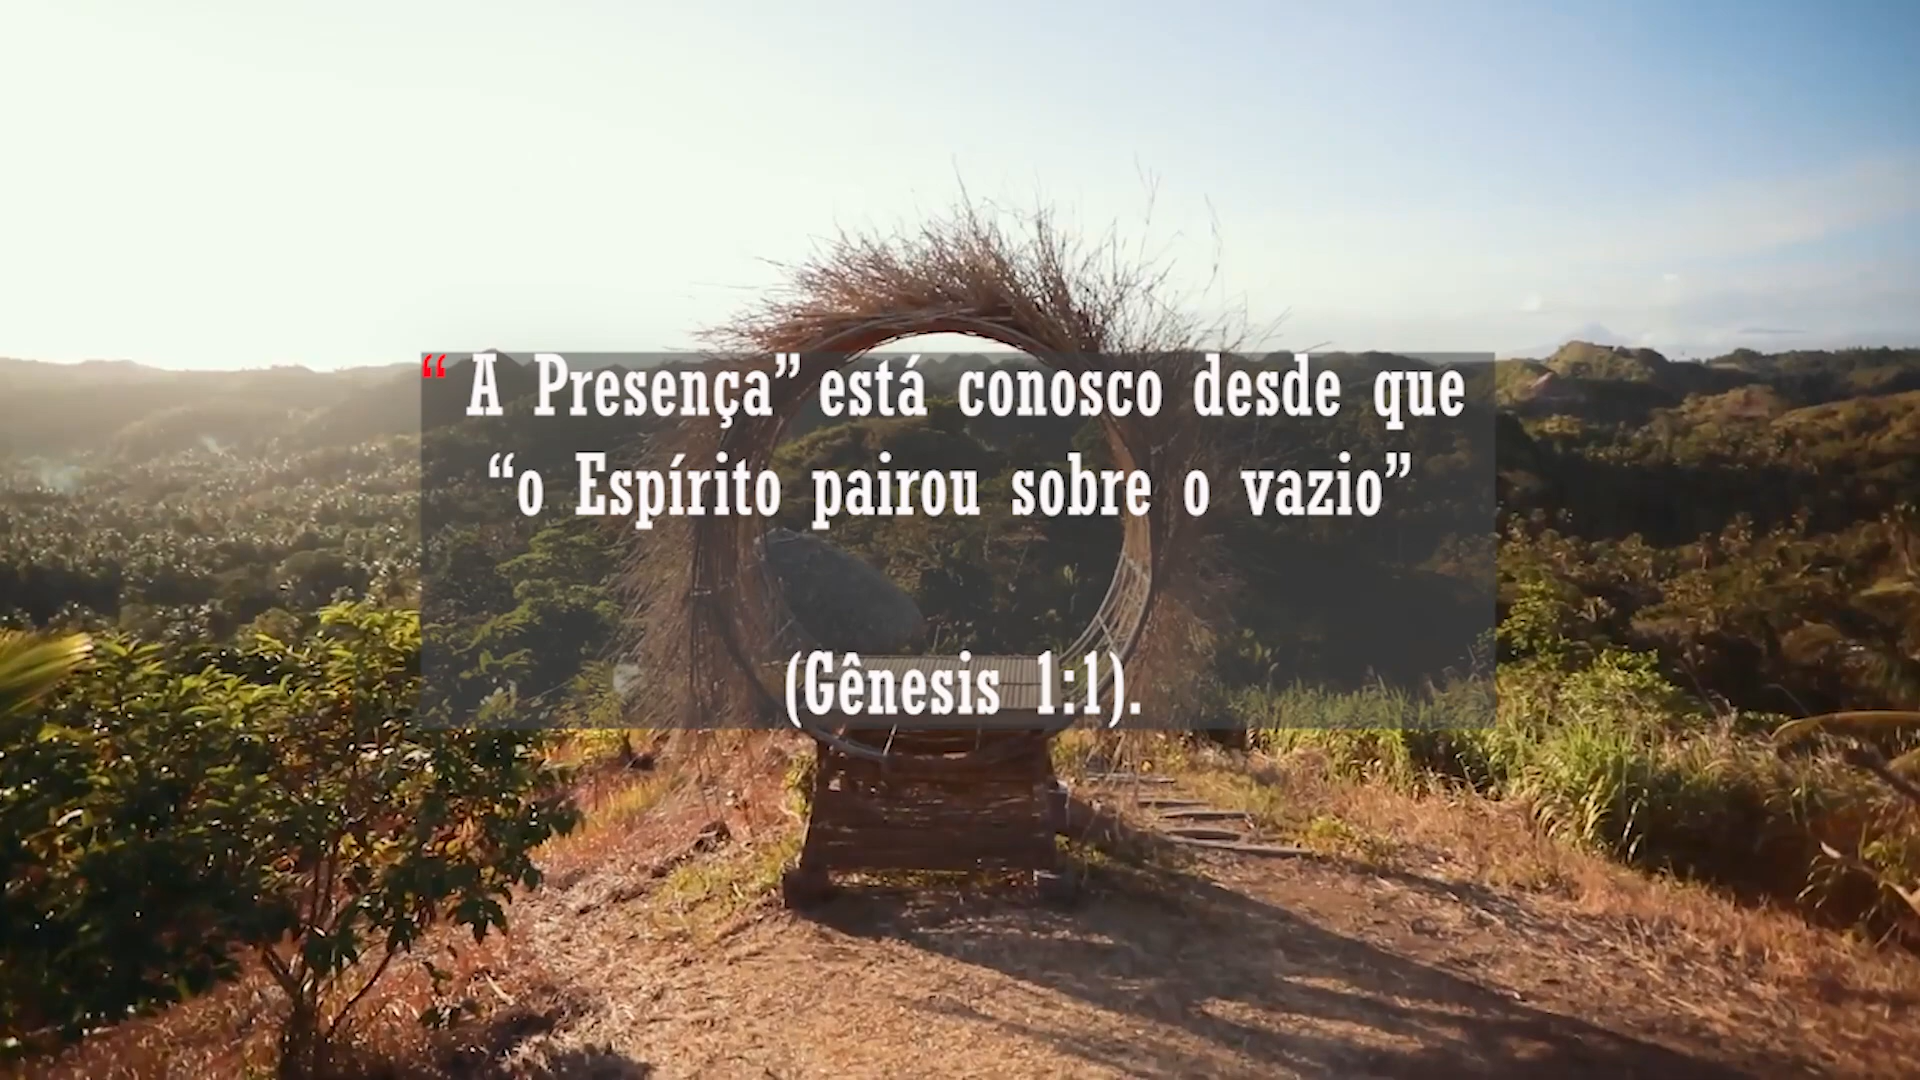 “ A Presença” está conosco desde que
“o Espírito pairou sobre o vazio”
(Gênesis 1:1).